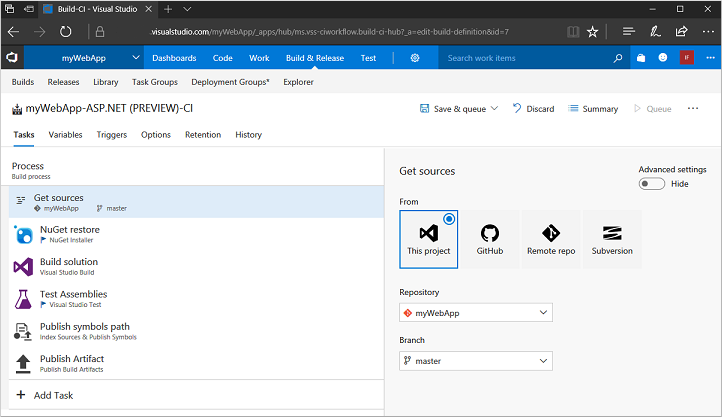 Build-CI - Visual Studio
.visualstudio.com/myWebApp/_apps/hub/ms.vss-ciworkflow.build-ci-hub?_a=edit-build-definition&id=7
myWebApp Dashboards Code Work Build & Release Test Search work items IF
Builds Releases Library Task Groups Deployment Groups* Explorer
myWebApp-ASP.NET (PREVIEW)-CI Save & queue Discard Summary Queue
Tasks Variables Triggers Options Retention History
Process
Build process
Get sources
myWebApp master
NuGet restore
NuGet Installer
Build solution
Visual Studio Build
Test Assemblies
Visual Studio Test
Publish symbols path
Index Sources & Publish Symbols
Publish Artifact
Publish Build Artifacts
Add Task
Get sources
Advanced settings
Hide
From
This project GitHub Remote repo Subversion
Repository
myWebApp
Branch
master